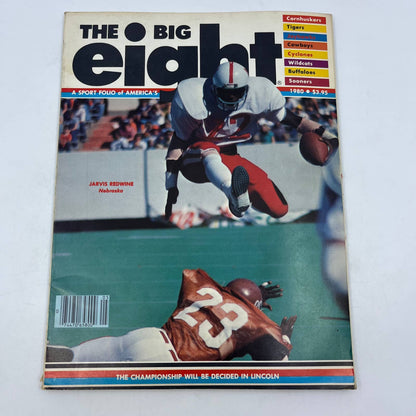 THE BIG
eight
®
A SPORT FOLIO of AMERICA'S
Cornhuskers
Tigers
Cowboys
Cyclones
Wildcats
Buffaloes
Sooners
1980 ★ $3.95
JARVIS REDWINE
Nebraska
23
THE CHAMPIONSHIP WILL BE DECIDED IN LINCOLN